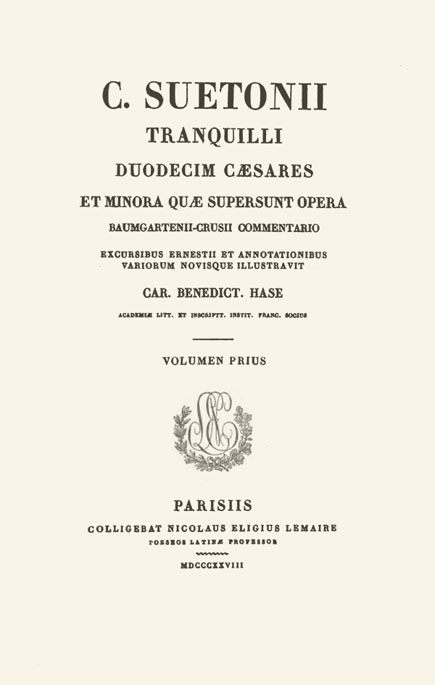 C. SUETONII
TRANQUILLI
DUODECIM CÆSARES
ET MINORA QUÆ SUPERSUNT OPERA
BAUMGARTENII-CRUSII COMMENTARIO
EXCURSIBUS ERNESTII ET ANNOTATIONIBUS
VARIORUM NOVISQUE ILLUSTRAVIT
CAR. BENEDICT. HASE
ACADEMIÆ LITT. ET INSCRIPTT. INSTIT. FRANC. SOCIUS
VOLUMEN PRIUS
PARISIIS
COLLIGEBAT NICOLAUS ELIGIUS LEMAIRE
POESEOS LATINÆ PROFESSOR
MDCCCXXVIII